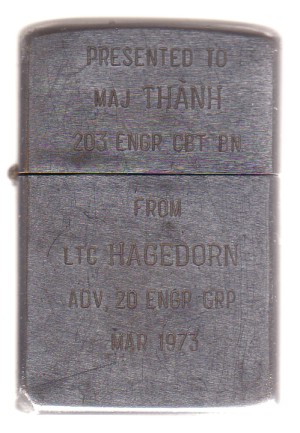 PRESENTED TO
MAJ THANH
203 ENGR CBT BN
FROM
LTC HAGEDORN
ADV, 20 ENGR GRP
MAR 1973